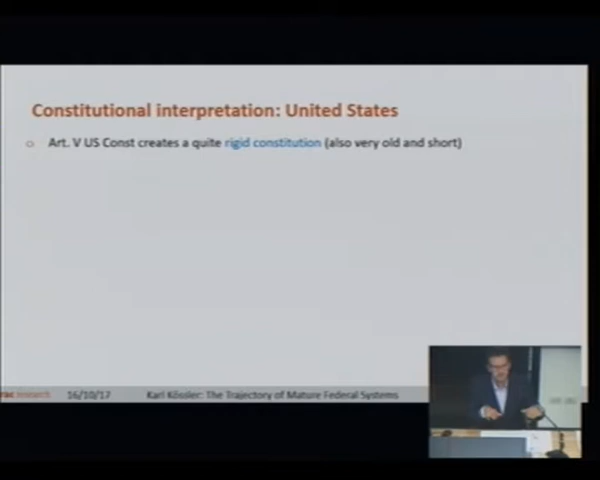 Constitutional interpretation: United States
Art. V US Const creates a quite rigid constitution (also very old and short)
research 16/10/17 Karl Kössler: The Trajectory of Mature Federal Systems